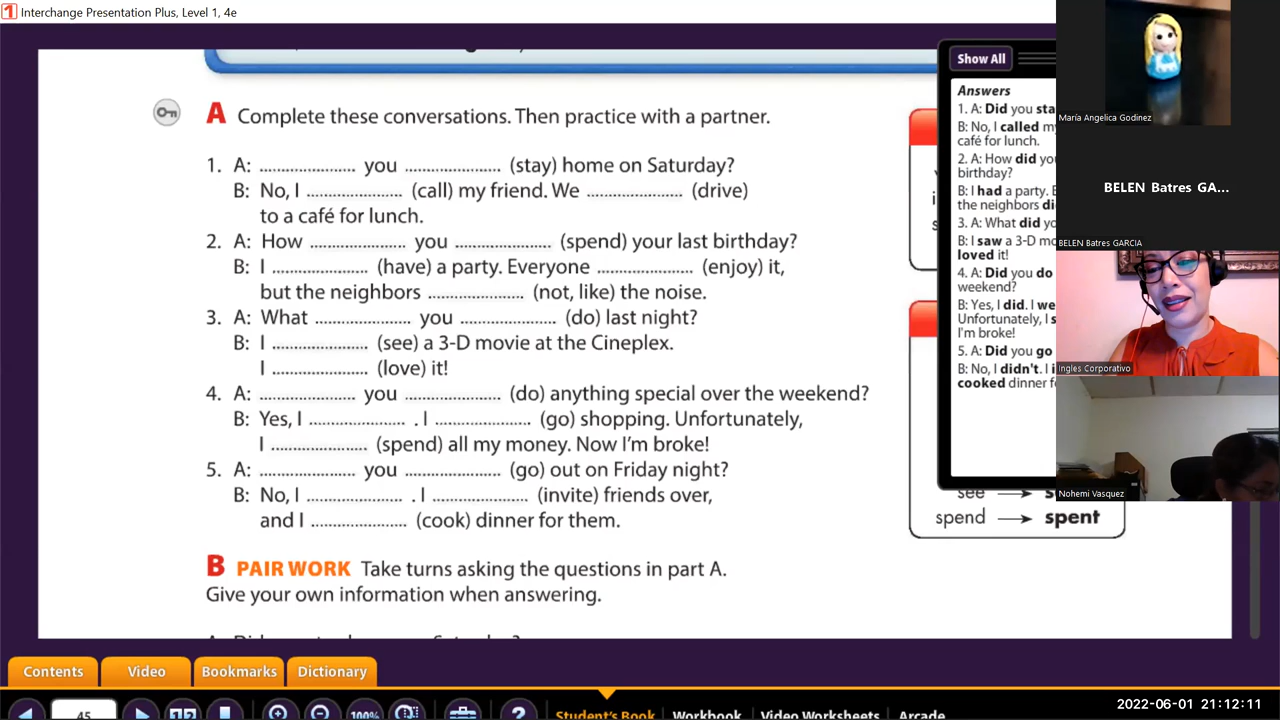 Interchange Presentation Plus, Level 1, 4e
A Complete these conversations. Then practice with a partner.
1. A: .................... you .................... (stay) home on Saturday?
B: No, I .................... (call) my friend. We .................... (drive)
to a café for lunch.
2. A: How .................... you .................... (spend) your last birthday?
B: I .................... (have) a party. Everyone .................... (enjoy) it,
but the neighbors .................... (not, like) the noise.
3. A: What .................... you .................... (do) last night?
B: I .................... (see) a 3-D movie at the Cineplex.
I .................... (love) it!
4. A: .................... you .................... (do) anything special over the weekend?
B: Yes, I .................... . I .................... (go) shopping. Unfortunately,
I .................... (spend) all my money. Now I'm broke!
5. A: .................... you .................... (go) out on Friday night?
B: No, I .................... . I .................... (invite) friends over,
and I .................... (cook) dinner for them.
B PAIR WORK Take turns asking the questions in part A.
Give your own information when answering.
Show All
Answers
1. A: Did you sta
B: No, I called my
café for lunch.
2. A: How did you
birthday?
B: I had a party. E
the neighbors di
3. A: What did yo
B: I saw a 3-D mo
loved it!
4. A: Did you do
weekend?
B: Yes, I did. I we
Unfortunately, I s
I'm broke!
5. A: Did you go
B: No, I didn't. I i
cooked dinner f
see → s
spend → spent
María Angelica Godinez
BELEN Batres GA...
BELEN Batres GARCIA
Ingles Corporativo
Nohemi Vasquez
Contents
Video
Bookmarks
Dictionary
45
100%
?
Student's Book
Workbook
Video Worksheets
Arcade
2022-06-01 21:12:11